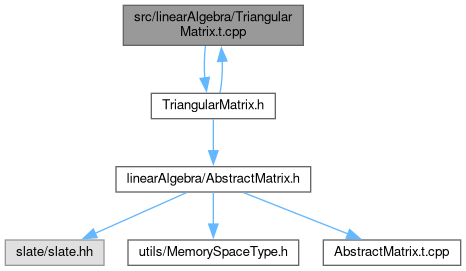 src/linearAlgebra/Triangular
Matrix.t.cpp
TriangularMatrix.h
linearAlgebra/AbstractMatrix.h
slate/slate.hh
utils/MemorySpaceType.h
AbstractMatrix.t.cpp